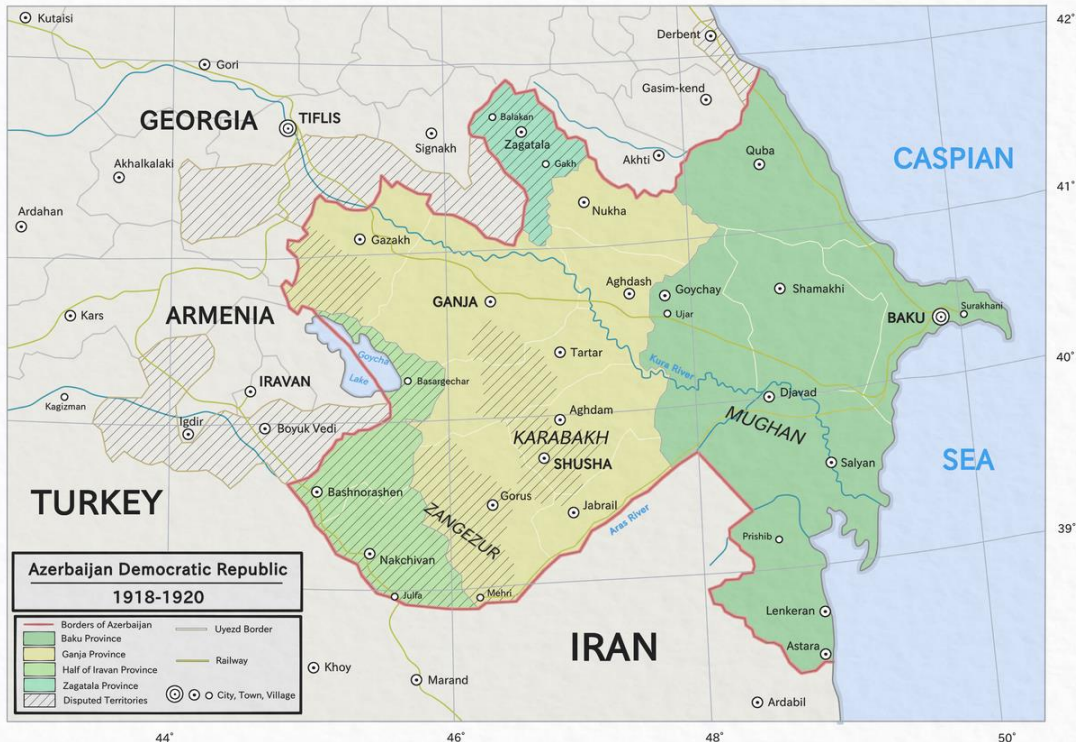 Kutaisi
Derbent
42°
Gori
Gasim-kend
GEORGIA
TIFLIS
Balakan
Signakh
Zagatala
Akhti
Quba
CASPIAN
Akhalkalaki
Gakh
41°
Ardahan
Nukha
Gazakh
Aghdash
Goychay
Shamakhi
GANJA
Surakhani
Kars
ARMENIA
Ujar
BAKU
Goycha
Lake
Tartar
Kura River
40°
IRAVAN
Basargechar
Kagizman
Djavad
Igdir
Boyuk Vedi
Aghdam
MUGHAN
KARABAKH
SHUSHA
Salyan
SEA
TURKEY
Bashnorashen
Gorus
Jabrail
Aras River
ZANGEZUR
39°
Prishib
Nakchivan
Julfa
Mehri
Lenkeran
IRAN
Astara
Khoy
Marand
Ardabil
Azerbaijan Democratic Republic
1918-1920
Borders of Azerbaijan
Baku Province
Ganja Province
Half of Iravan Province
Zagatala Province
Disputed Territories
Uyezd Border
Railway
City, Town, Village
44°
46°
48°
50°